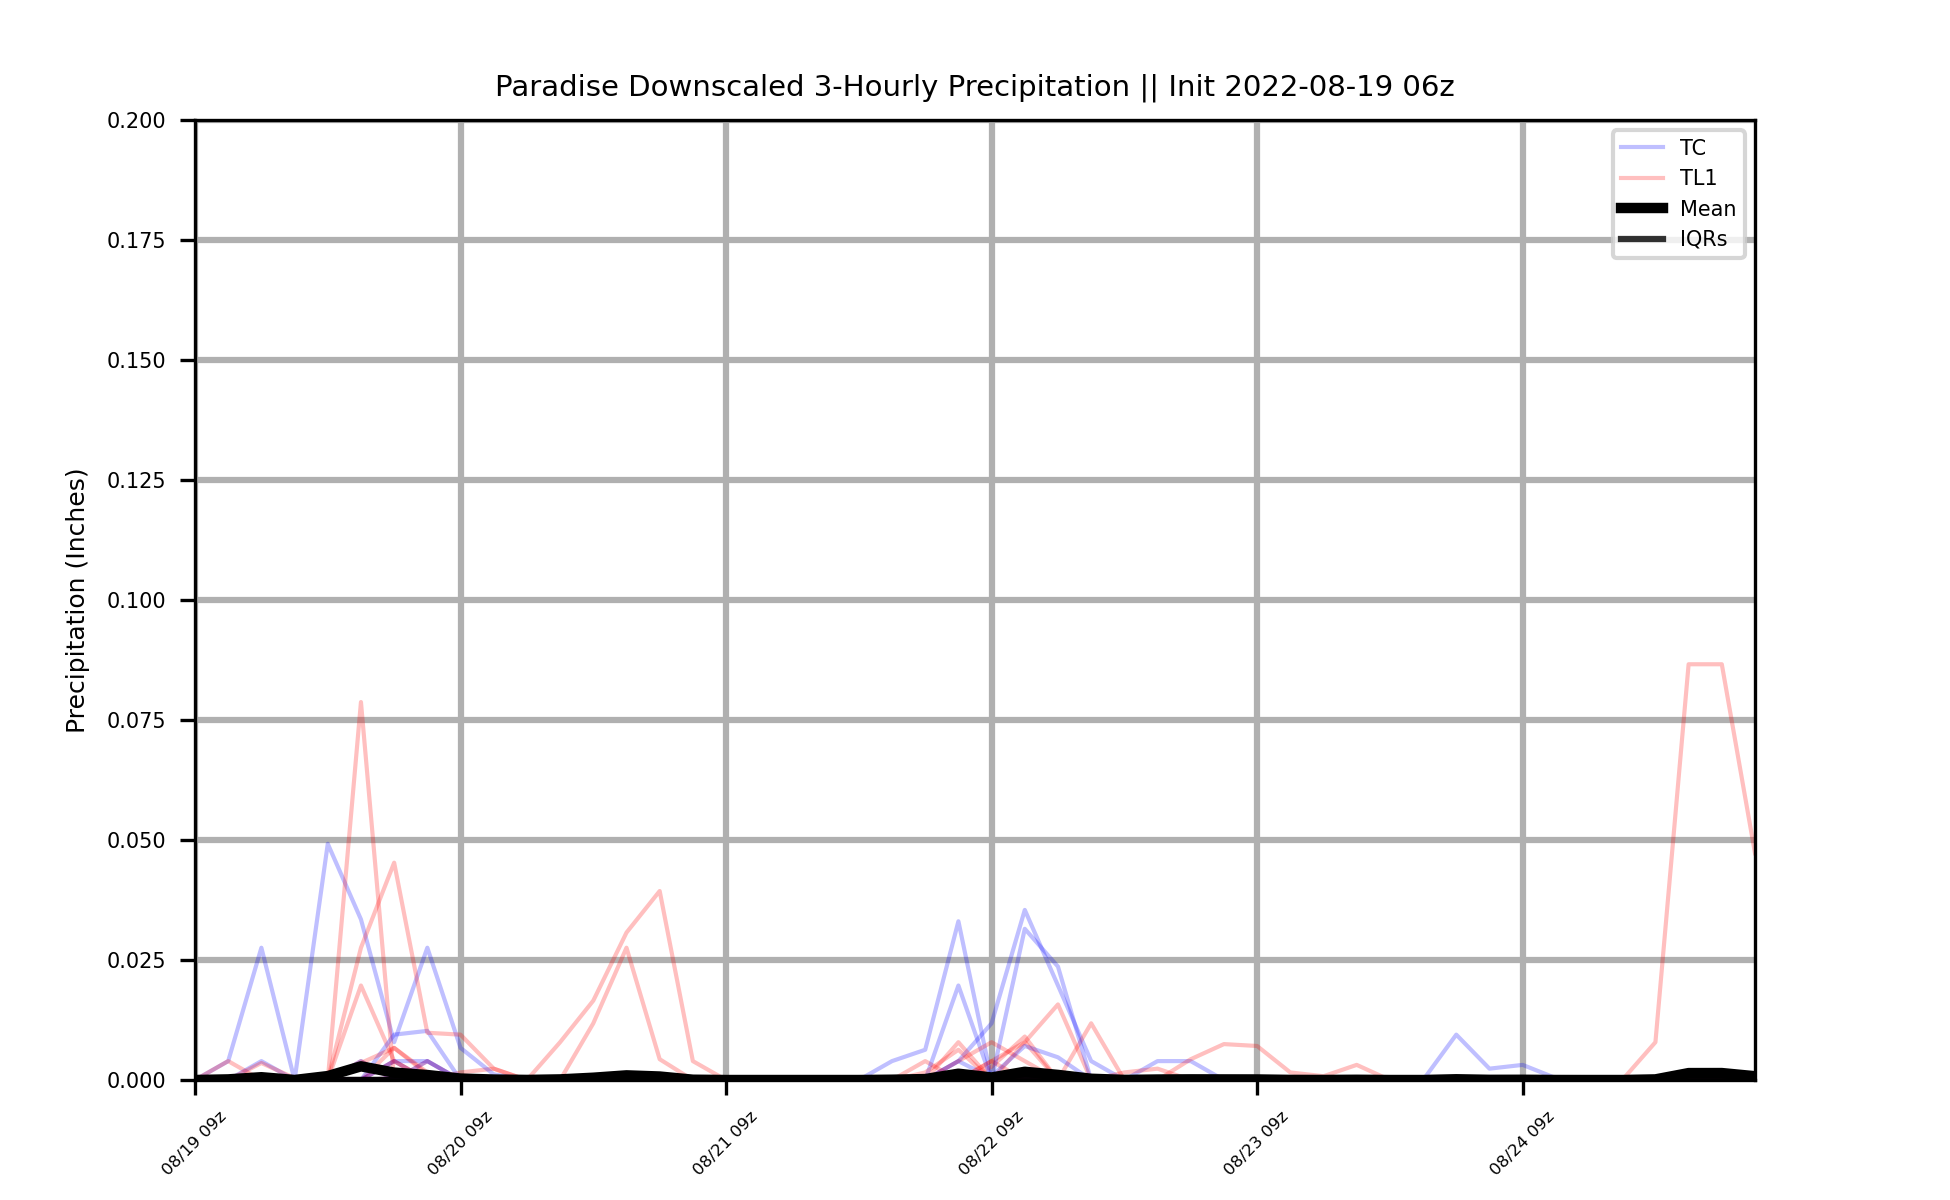 Paradise Downscaled 3-Hourly Precipitation || Init 2022-08-19 06z
TC
TL1
Mean
IQRs
Precipitation (Inches)
0.200
0.175
0.150
0.125
0.100
0.075
0.050
0.025
0.000
08/19 09z
08/20 09z
08/21 09z
08/22 09z
08/23 09z
08/24 09z